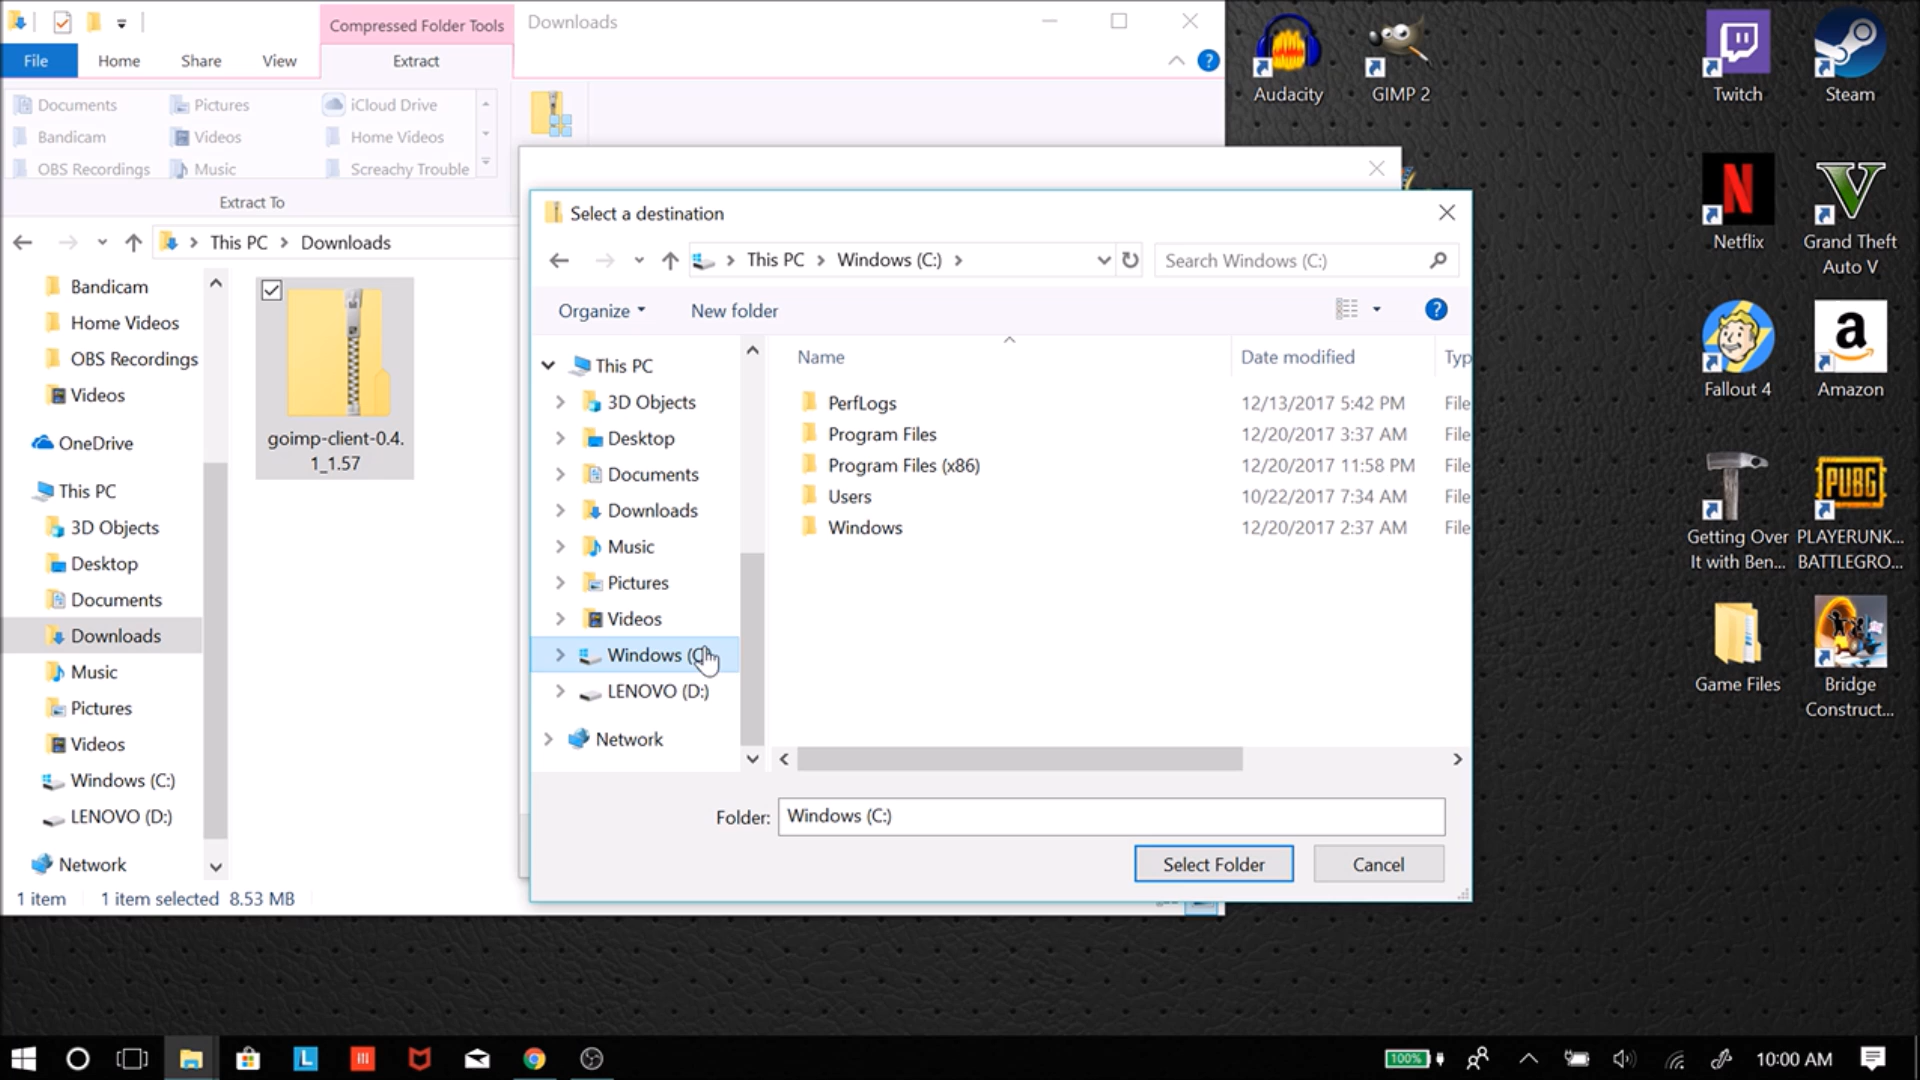 Compressed Folder Tools
Downloads
File
Home
Share
View
Extract
Documents
Pictures
iCloud Drive
Bandicam
Videos
Home Videos
OBS Recordings
Music
Screachy Trouble
Extract To
This PC
Downloads
Bandicam
Home Videos
OBS Recordings
Videos
OneDrive
This PC
3D Objects
Desktop
Documents
Downloads
Music
Pictures
Videos
Windows (C:)
LENOVO (D:)
Network
goimp-client-0.4.
1_1.57
1 item
1 item selected 8.53 MB
Select a destination
This PC
Windows (C:)
Search Windows (C:)
Organize
New folder
This PC
3D Objects
Desktop
Documents
Downloads
Music
Pictures
Videos
Windows (C
LENOVO (D:)
Network
Name
Date modified
Typ
PerfLogs
12/13/2017 5:42 PM
File
Program Files
12/20/2017 3:37 AM
File
Program Files (x86)
12/20/2017 11:58 PM
File
Users
10/22/2017 7:34 AM
File
Windows
12/20/2017 2:37 AM
File
Folder:
Windows (C:)
Select Folder
Cancel
Audacity
GIMP 2
Twitch
Steam
Netflix
Grand Theft
Auto V
Fallout 4
Amazon
PUBG
Getting Over
It with Ben...
PLAYERUNK...
BATTLEGRO...
Game Files
Bridge
Construct...
100%
10:00 AM